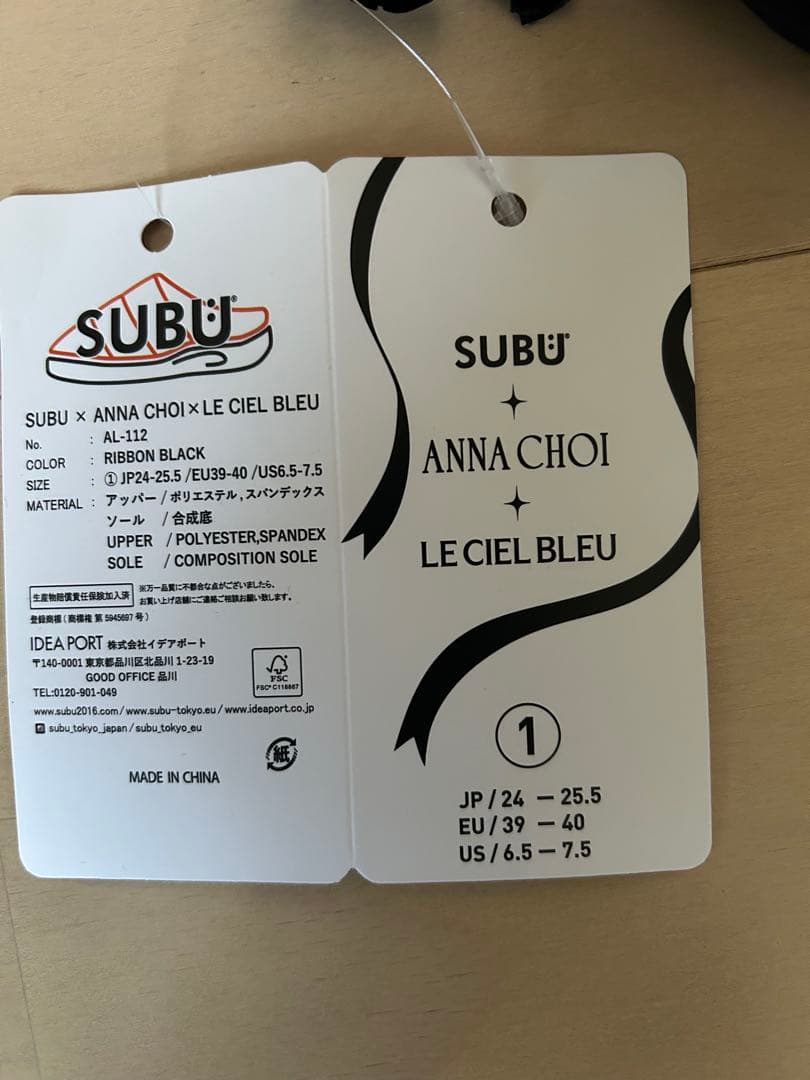 SUBU®
SUBU × ANNA CHOI × LE CIEL BLEU
No. : AL-112
COLOR : RIBBON BLACK
SIZE : ① JP24-25.5 /EU39-40 /US6.5-7.5
MATERIAL : アッパー / ポリエステル , スパンデックス
ソール / 合成底
UPPER / POLYESTER,SPANDEX
SOLE / COMPOSITION SOLE
生産物賠償責任保険加入済
※万一品質に不都合な点がございましたら、
お買い上げ店舗にご連絡ご相談お願い致します。
登録商標 ( 商標権 第 5945697 号 )
IDEA PORT 株式会社イデアポート
〒140-0001 東京都品川区北品川 1-23-19
GOOD OFFICE 品川
TEL:0120-901-049
FSC
FSC® C118667
www.subu2016.com / www.subu-tokyo.eu / www.ideaport.co.jp
subu_tokyo_japan / subu_tokyo_eu
紙
MADE IN CHINA
SUBU®
ANNA CHOI
LE CIEL BLEU
1
JP / 24 — 25.5
EU / 39 — 40
US / 6.5 — 7.5